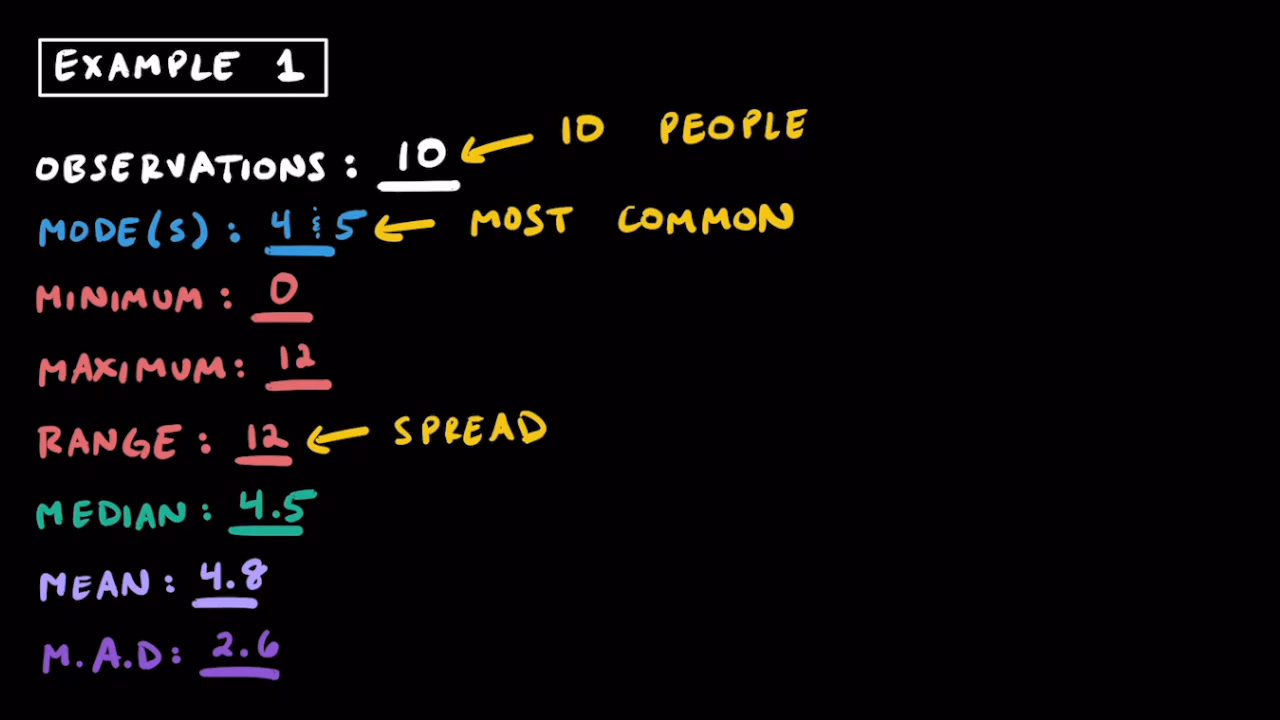 EXAMPLE 1
OBSERVATIONS: 10 ← 10 PEOPLE
MODE(S): 4 & 5 ← MOST COMMON
MINIMUM: 0
MAXIMUM: 12
RANGE: 12 ← SPREAD
MEDIAN: 4.5
MEAN: 4.8
M.A.D: 2.6